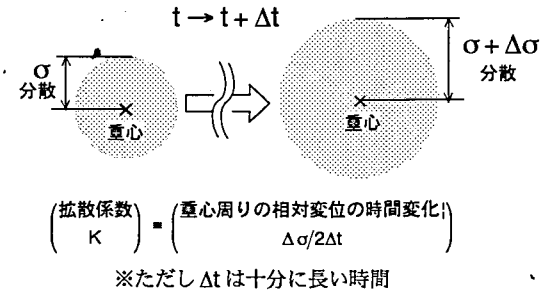 t → t + Δt
σ
分散
重心
σ + Δσ
分散
重心
(拡散係数 K) = (重心周りの相対変位の時間変化 Δσ/2Δt)
※ただし Δt は十分に長い時間